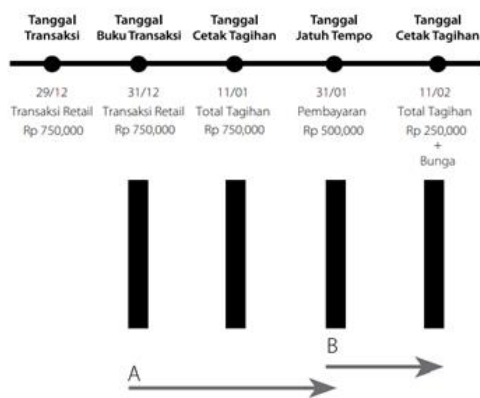 Tanggal
Transaksi
Tanggal
Buku Transaksi
Tanggal
Cetak Tagihan
Tanggal
Jatuh Tempo
Tanggal
Cetak Tagihan
29/12
Transaksi Retail
Rp 750,000
31/12
Transaksi Retail
Rp 750,000
11/01
Total Tagihan
Rp 750,000
31/01
Pembayaran
Rp 500,000
11/02
Total Tagihan
Rp 250,000
+
Bunga
A
B